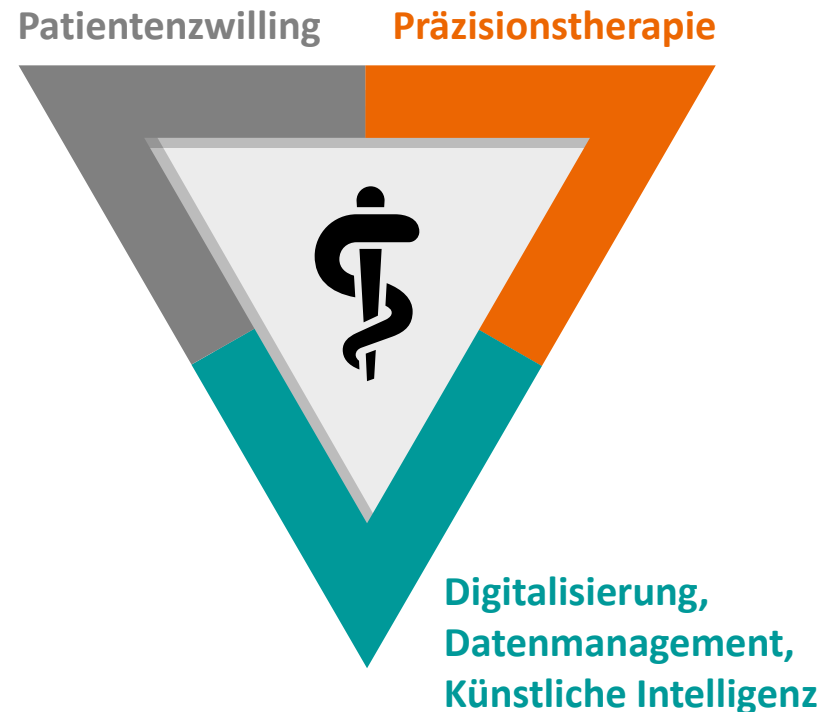 Patientenzwilling
Präzisionstherapie
Digitalisierung,
Datenmanagement,
Künstliche Intelligenz